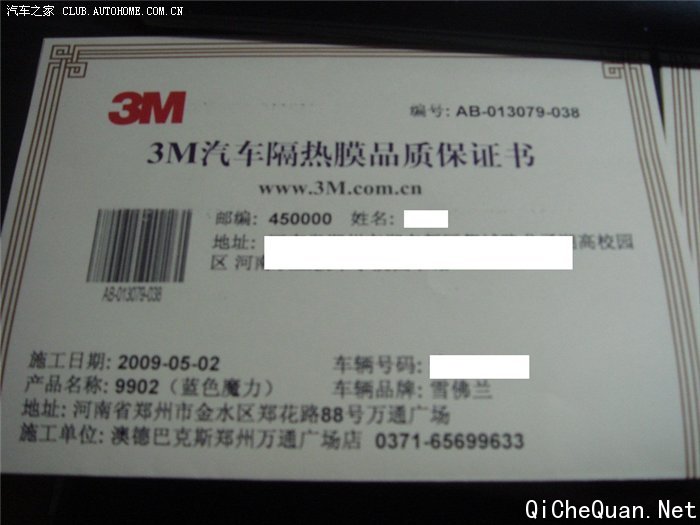 汽车之家 CLUB.AUTOHOME.COM.CN
3M
编号: AB-013079-038
3M汽车隔热膜品质保证书
www.3M.com.cn
邮编: 450000 姓名:
地址: 高校园
区 河南
AB-013079-038
施工日期: 2009-05-02
车辆号码:
产品名称: 9902（蓝色魔力）
车辆品牌: 雪佛兰
地址: 河南省郑州市金水区郑花路88号万通广场
施工单位: 澳德巴克斯郑州万通广场店 0371-65699633
QiCheQuan.Net